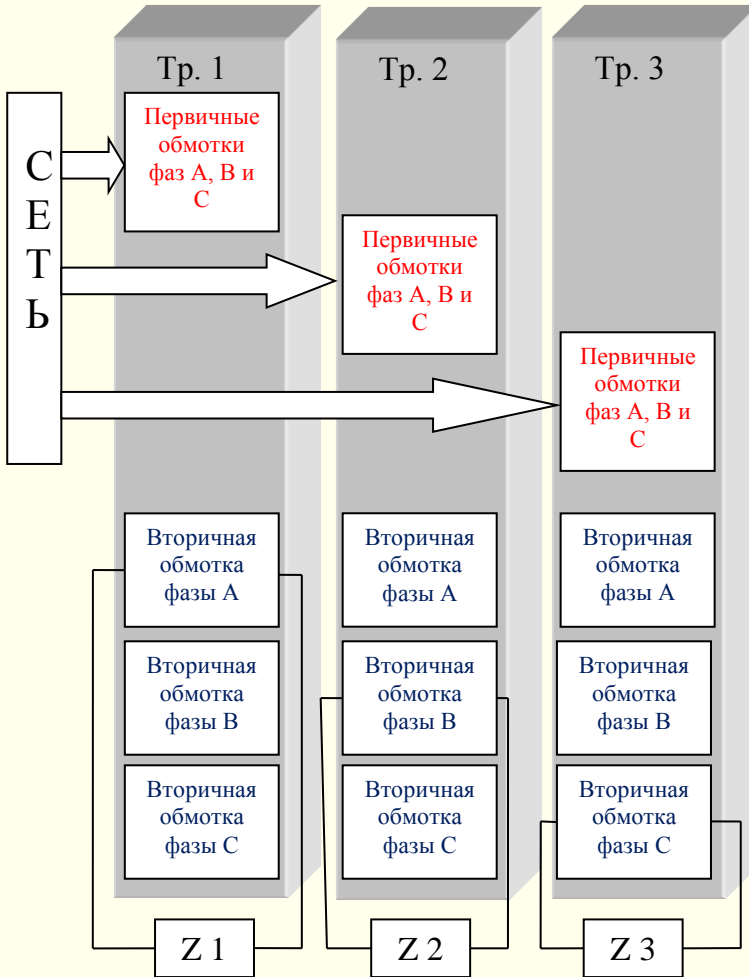 Тр. 1
Тр. 2
Тр. 3
СЕТЬ
Первичные
обмотки
фаз А, В и
С
Первичные
обмотки
фаз А, В и
С
Первичные
обмотки
фаз А, В и
С
Вторичная
обмотка
фазы А
Вторичная
обмотка
фазы А
Вторичная
обмотка
фазы А
Вторичная
обмотка
фазы В
Вторичная
обмотка
фазы В
Вторичная
обмотка
фазы В
Вторичная
обмотка
фазы С
Вторичная
обмотка
фазы С
Вторичная
обмотка
фазы С
Z 1
Z 2
Z 3